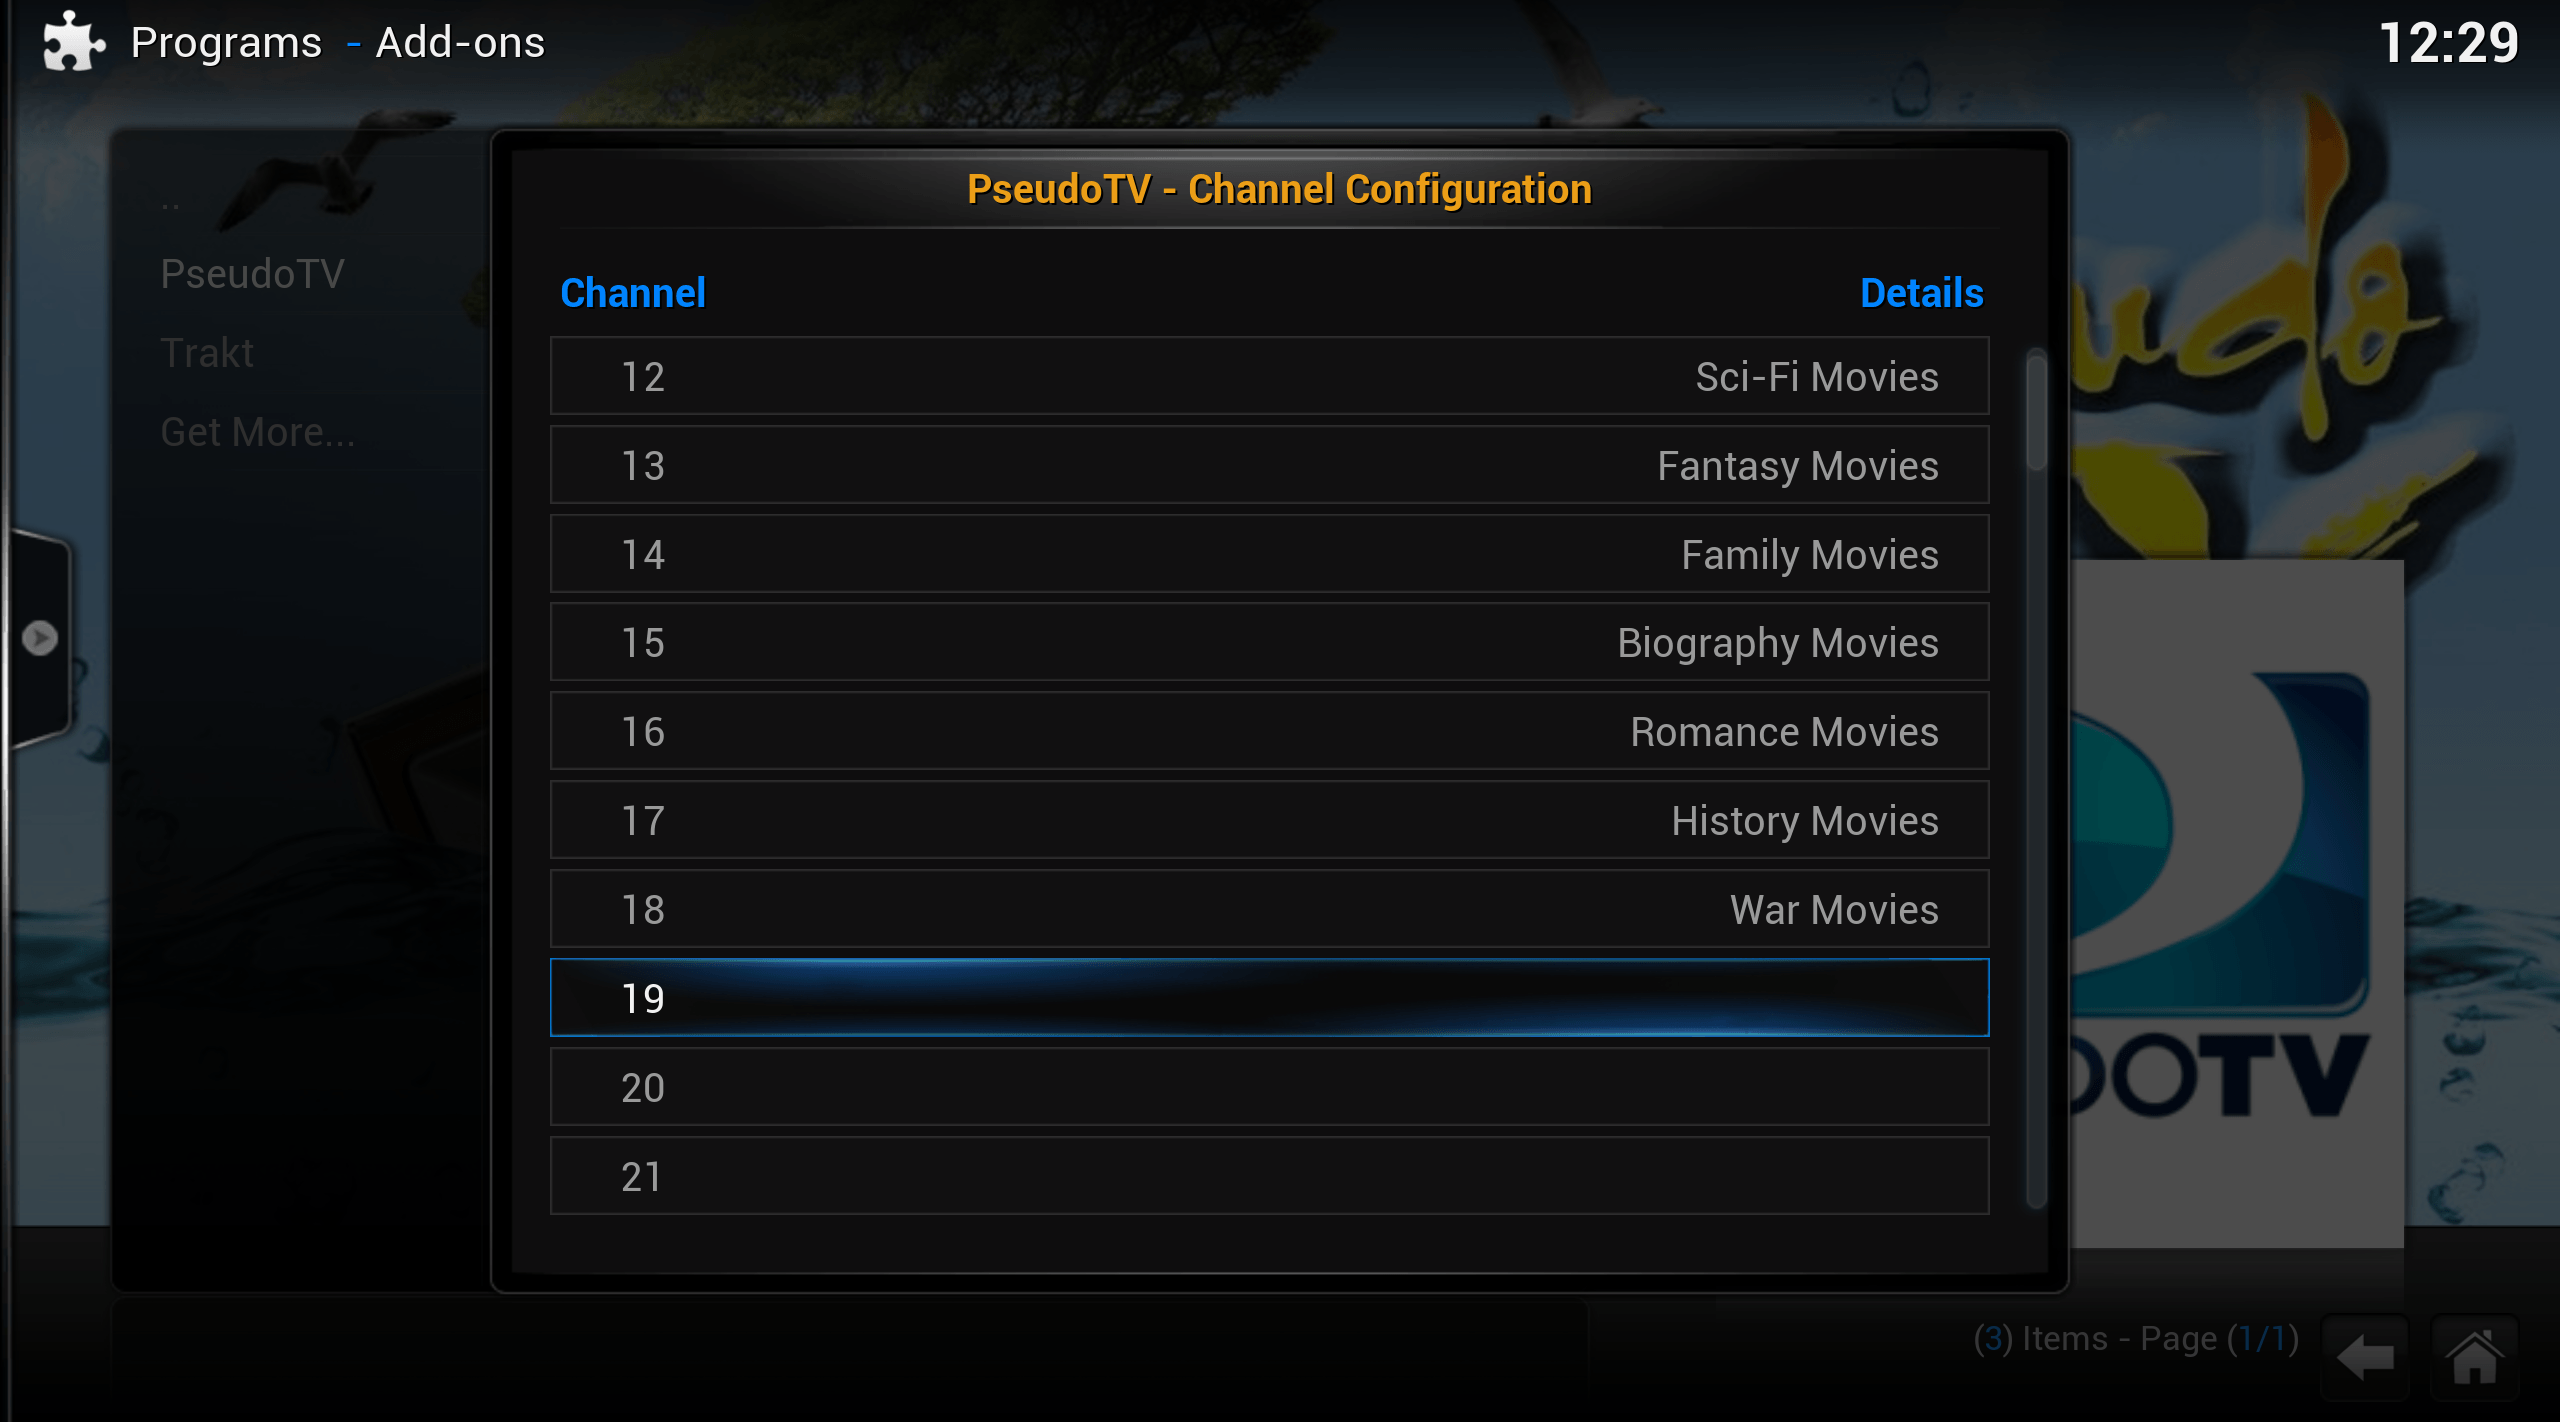 Programs - Add-ons
12:29
..
PseudoTV
Trakt
Get More...
PseudoTV - Channel Configuration
Channel Details
12 Sci-Fi Movies
13 Fantasy Movies
14 Family Movies
15 Biography Movies
16 Romance Movies
17 History Movies
18 War Movies
19
20
21
udo
DOTV
(3) Items - Page (1/1)